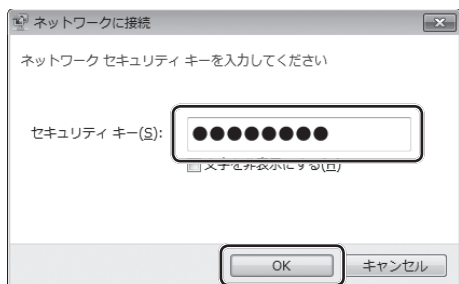 ネットワークに接続
ネットワーク セキュリティ キーを入力してください
セキュリティ キー(S): ●●●●●●●●
文字を非表示にする(H)
OK キャンセル